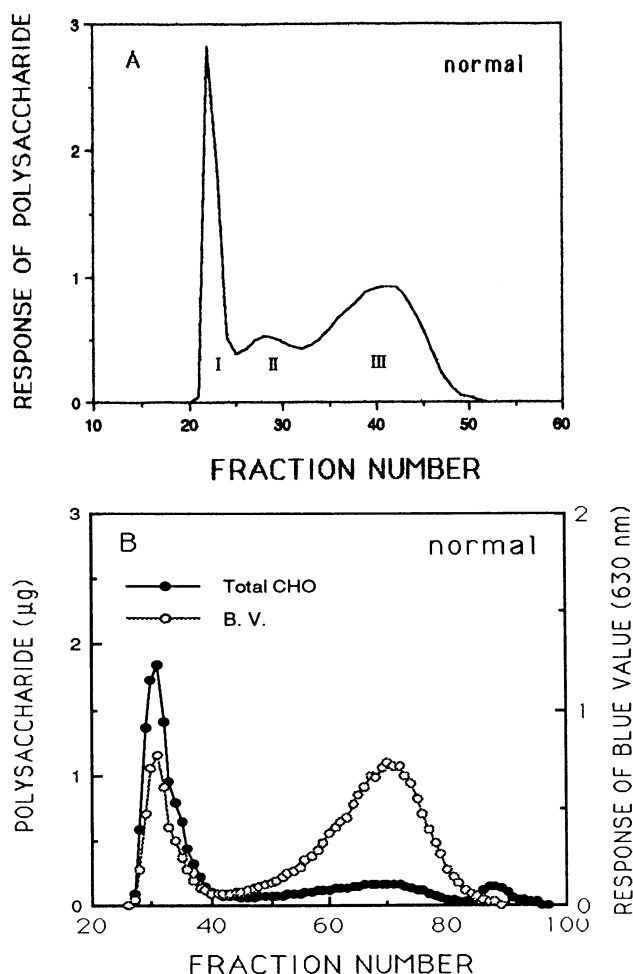 RESPONSE OF POLYSACCHARIDE
3
2
1
0
A
normal
I
II
III
10
20
30
40
50
60
FRACTION NUMBER
POLYSACCHARIDE (µg)
3
2
1
0
B
normal
Total CHO
B. V.
2
1
0
RESPONSE OF BLUE VALUE (630 nm)
20
40
60
80
100
FRACTION NUMBER